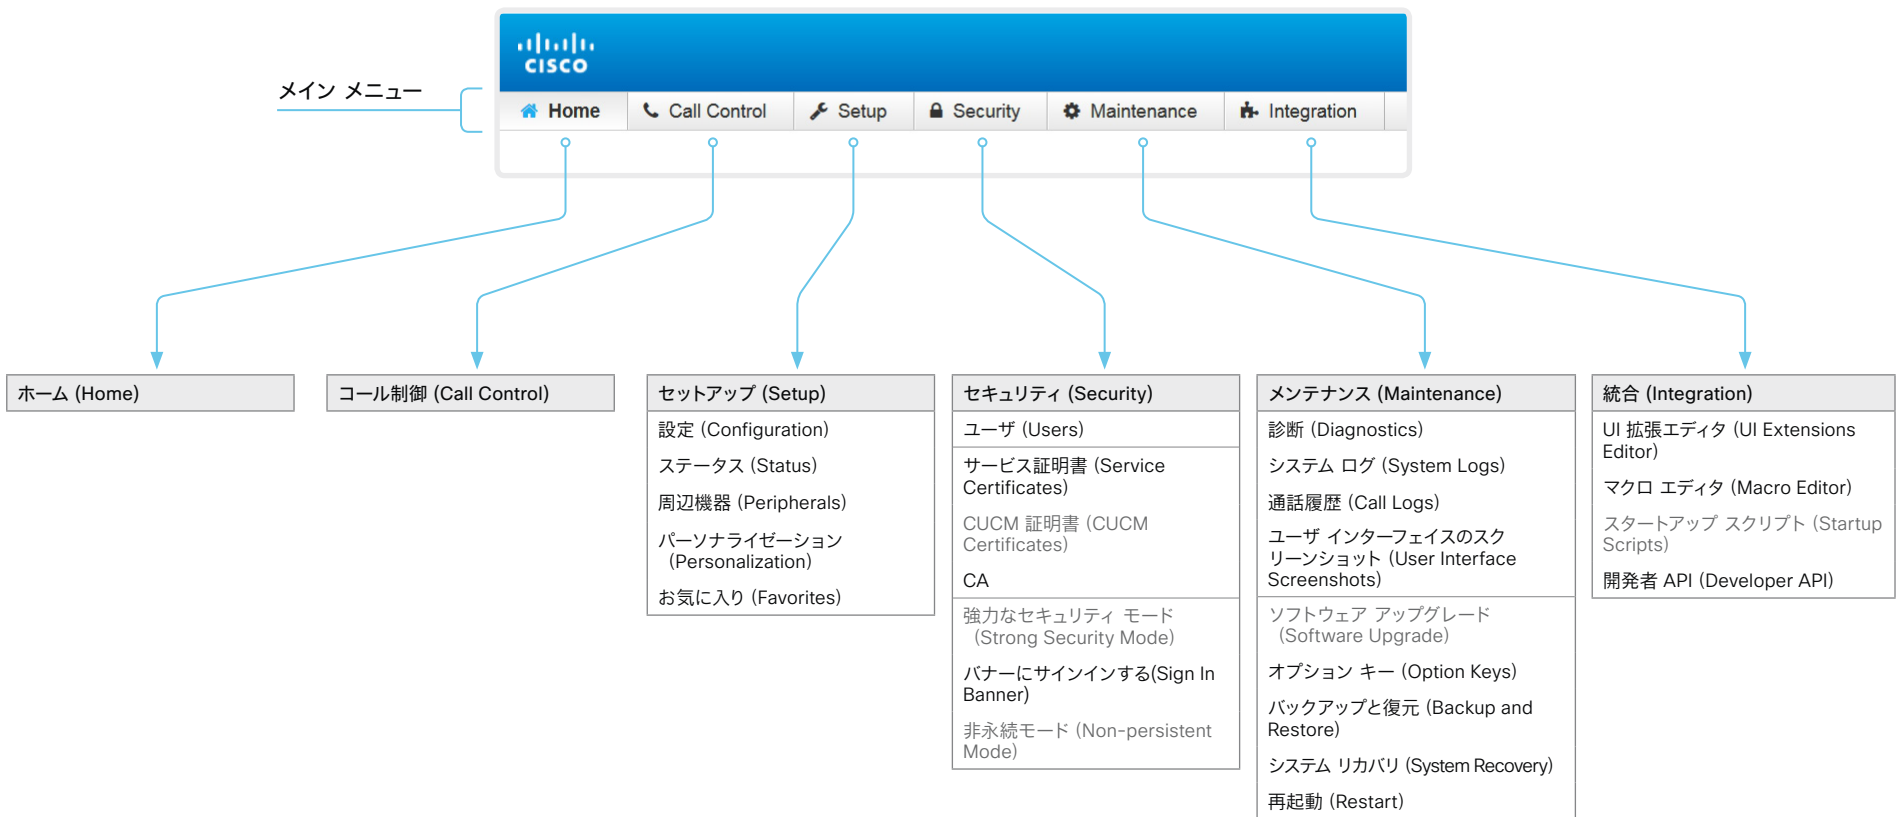 CISCO
メイン メニュー
Home
Call Control
Setup
Security
Maintenance
Integration
ホーム (Home)
コール制御 (Call Control)
セットアップ (Setup)
設定 (Configuration)
ステータス (Status)
周辺機器 (Peripherals)
パーソナライゼーション
(Personalization)
お気に入り (Favorites)
セキュリティ (Security)
ユーザ (Users)
サービス証明書 (Service
Certificates)
CUCM 証明書 (CUCM
Certificates)
CA
強力なセキュリティ モード
(Strong Security Mode)
バナーにサインインする(Sign In
Banner)
非永続モード (Non-persistent
Mode)
メンテナンス (Maintenance)
診断 (Diagnostics)
システム ログ (System Logs)
通話履歴 (Call Logs)
ユーザ インターフェイスのスク
リーンショット (User Interface
Screenshots)
ソフトウェア アップグレード
(Software Upgrade)
オプション キー (Option Keys)
バックアップと復元 (Backup and
Restore)
システム リカバリ (System Recovery)
再起動 (Restart)
統合 (Integration)
UI 拡張エディタ (UI Extensions
Editor)
マクロ エディタ (Macro Editor)
スタートアップ スクリプト (Startup
Scripts)
開発者 API (Developer API)